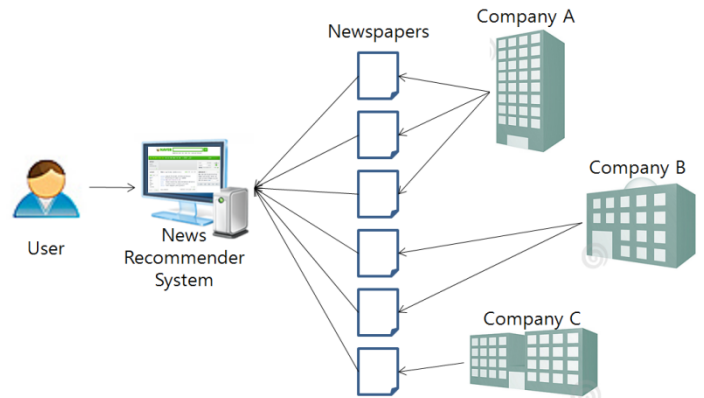 Company A
Newspapers
Company B
User
News
Recommender
System
Company C